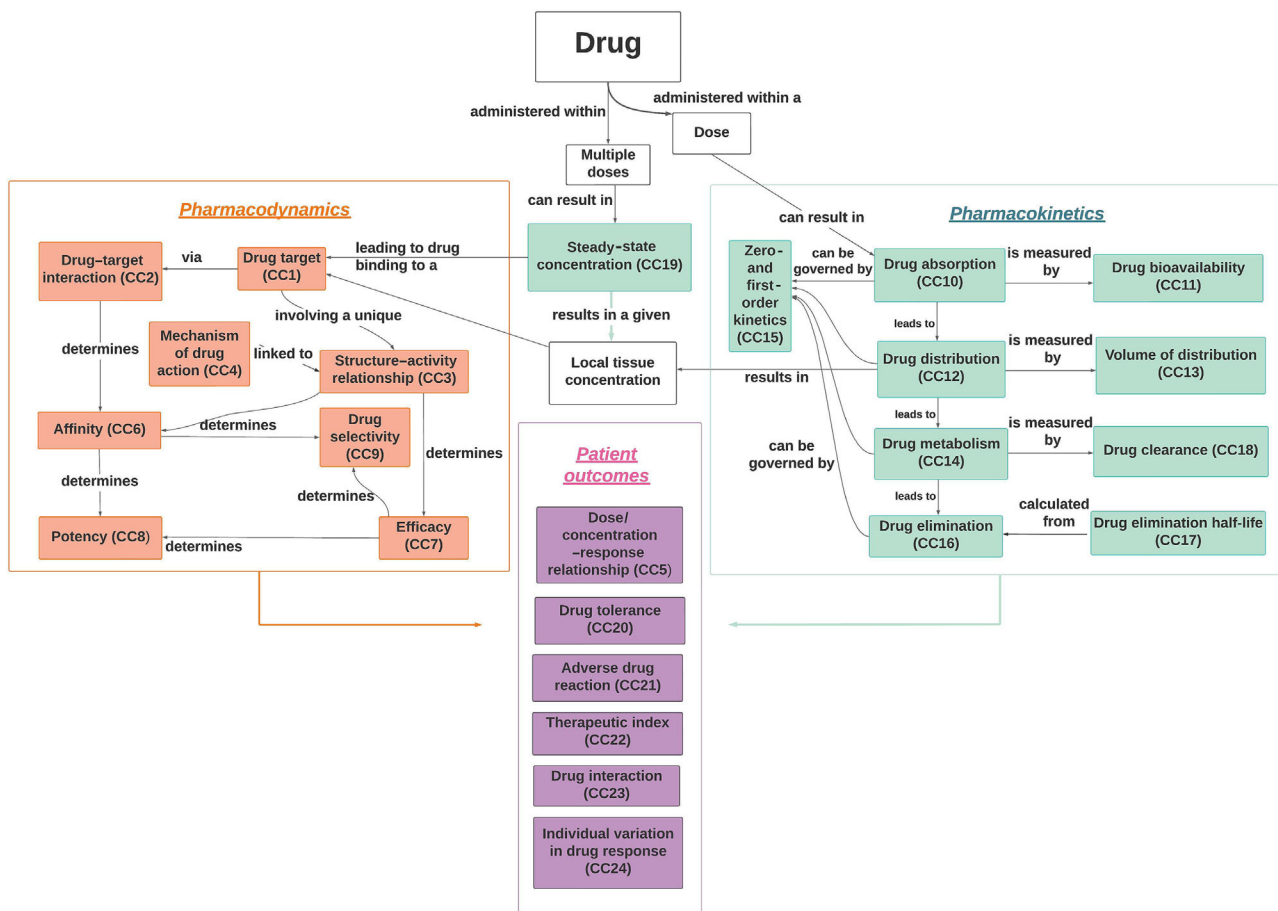 Drug
administered within
administered within a
Dose
Multiple
doses
can result in
can result in
Pharmacodynamics
Drug–target
interaction (CC2)
via
Drug target
(CC1)
leading to drug
binding to a
Steady-state
concentration (CC19)
involving a unique
results in a given
determines
Mechanism
of drug
action (CC4)
linked to
Structure–activity
relationship (CC3)
Local tissue
concentration
results in
Affinity (CC6)
determines
Drug
selectivity
(CC9)
determines
determines
determines
Potency (CC8)
determines
Efficacy
(CC7)
Pharmacokinetics
Zero-
and
first-
order
kinetics
(CC15)
can be
governed by
Drug absorption
(CC10)
is measured
by
Drug bioavailability
(CC11)
leads to
Drug distribution
(CC12)
is measured
by
Volume of distribution
(CC13)
leads to
can be
governed by
Drug metabolism
(CC14)
is measured
by
Drug clearance (CC18)
leads to
Drug elimination
(CC16)
calculated
from
Drug elimination half-life
(CC17)
Patient
outcomes
Dose/
concentration
–response
relationship (CC5)
Drug tolerance
(CC20)
Adverse drug
reaction (CC21)
Therapeutic index
(CC22)
Drug interaction
(CC23)
Individual variation
in drug response
(CC24)